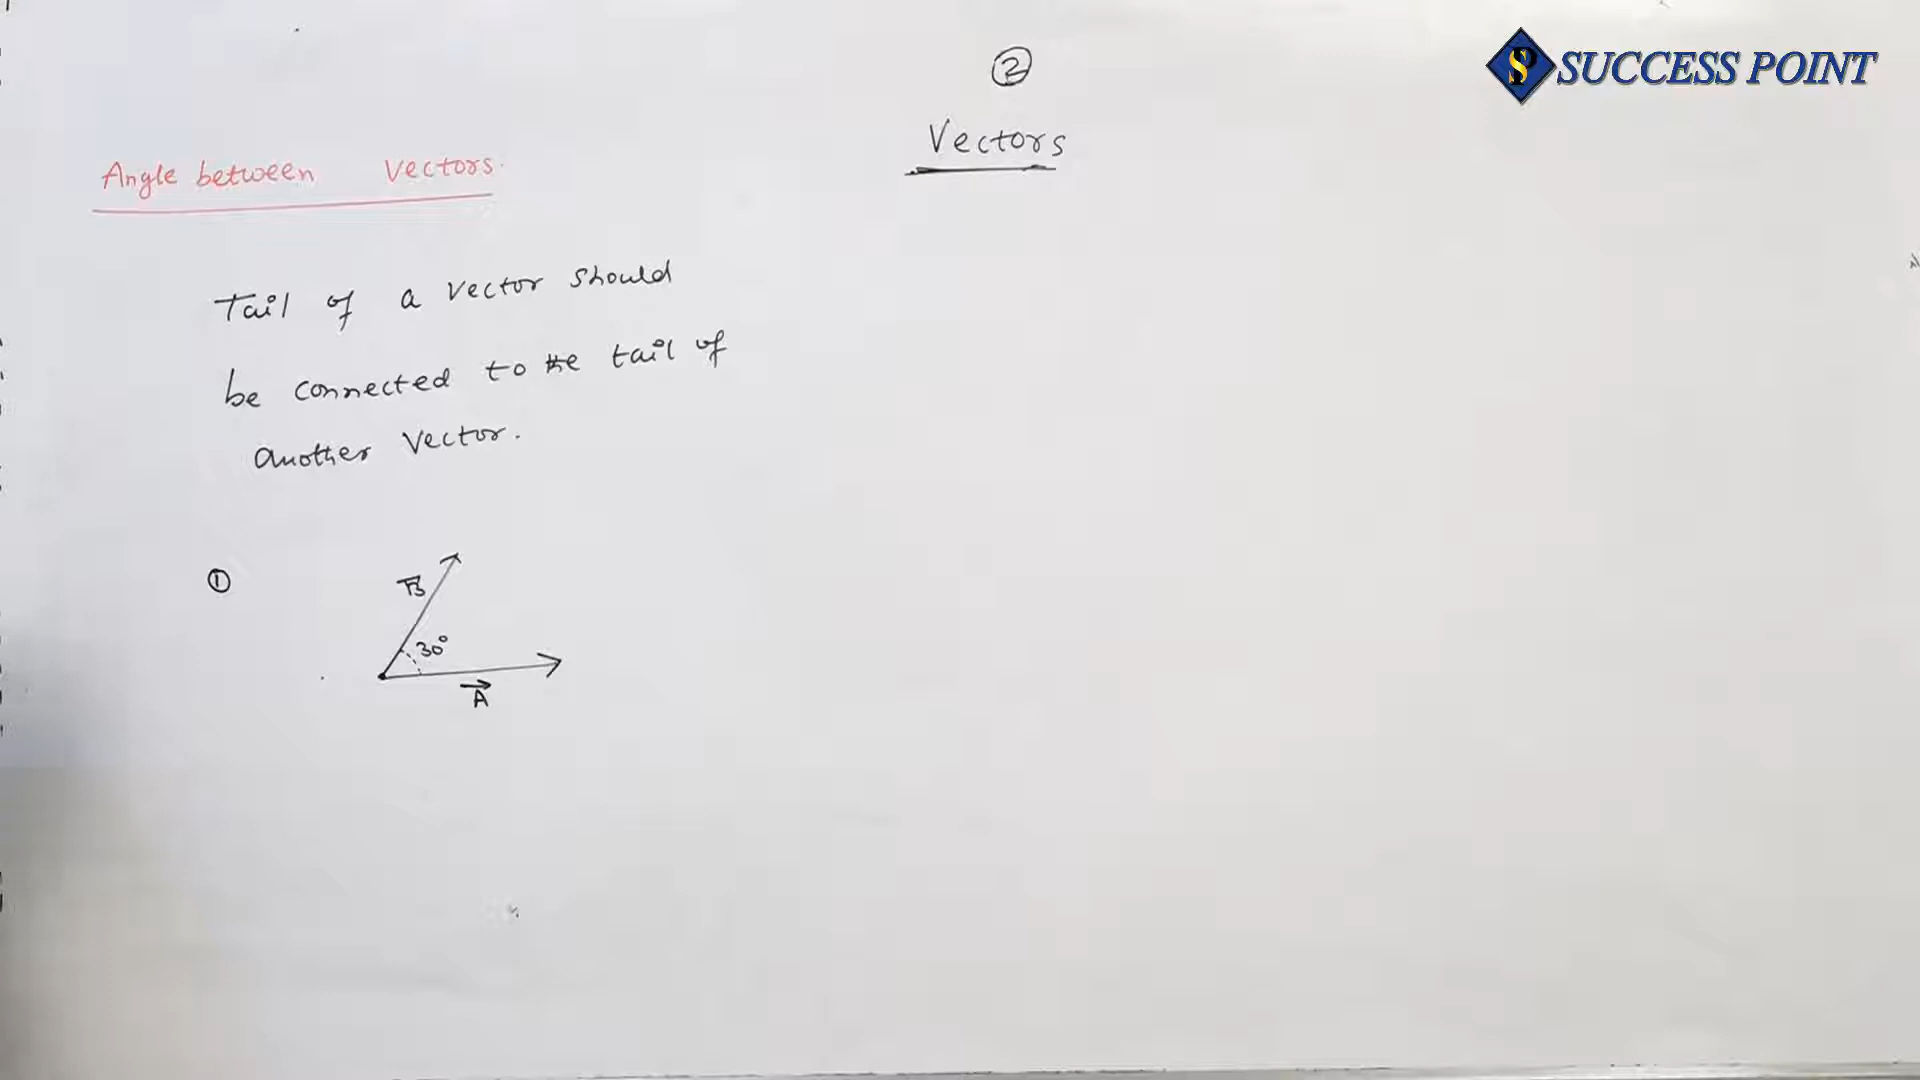 ②
SUCCESS POINT
Vectors
Angle between Vectors.
Tail of a vector should
be connected to the tail of
another Vector.
①
B
30°
A